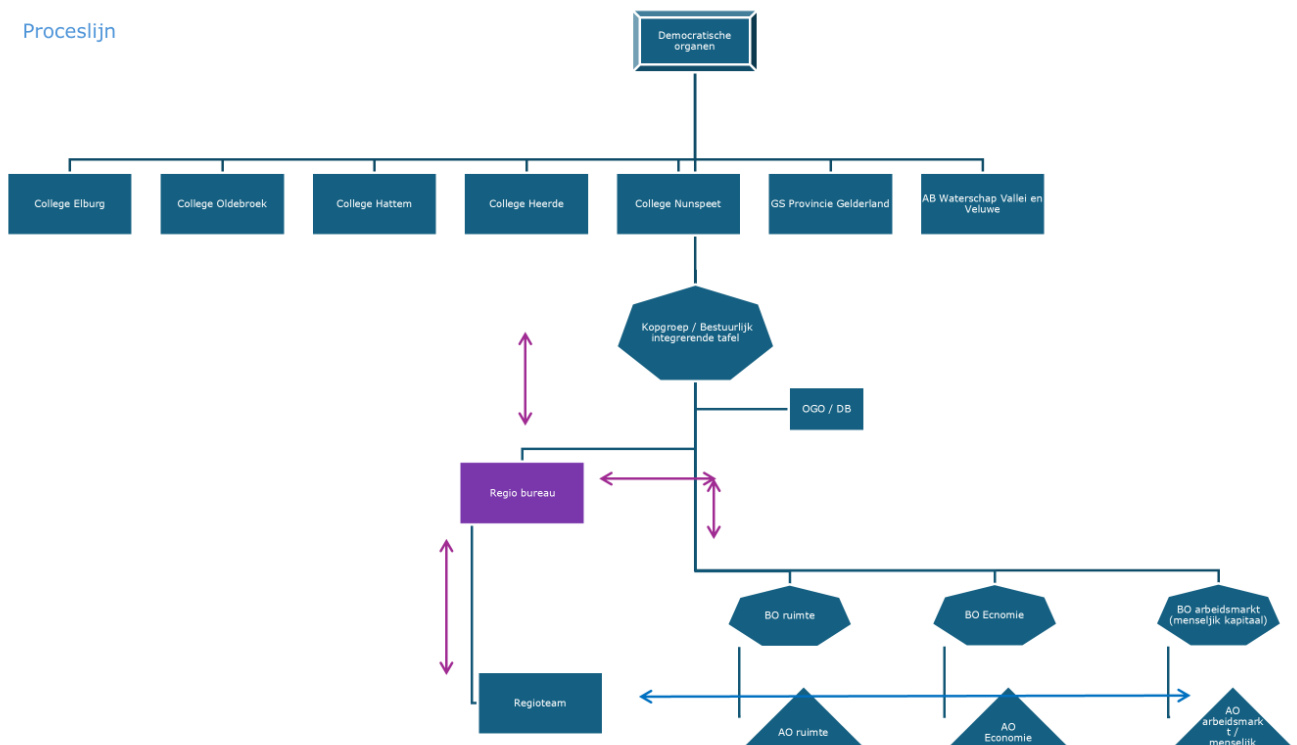 Proceslijn
Democratische
organen
College Elburg
College Oldebroek
College Hattem
College Heerde
College Nunspeet
GS Provincie Gelderland
AB Waterschap Vallei en
Veluwe
Kopgroep / Bestuurlijk
integrerende tafel
OGO / DB
Regio bureau
BO ruimte
BO Ecnomie
BO arbeidsmarkt
(menseljik kapitaal)
Regioteam
AO ruimte
AO
Economie
AO
arbeidsmark
t /
menselijk